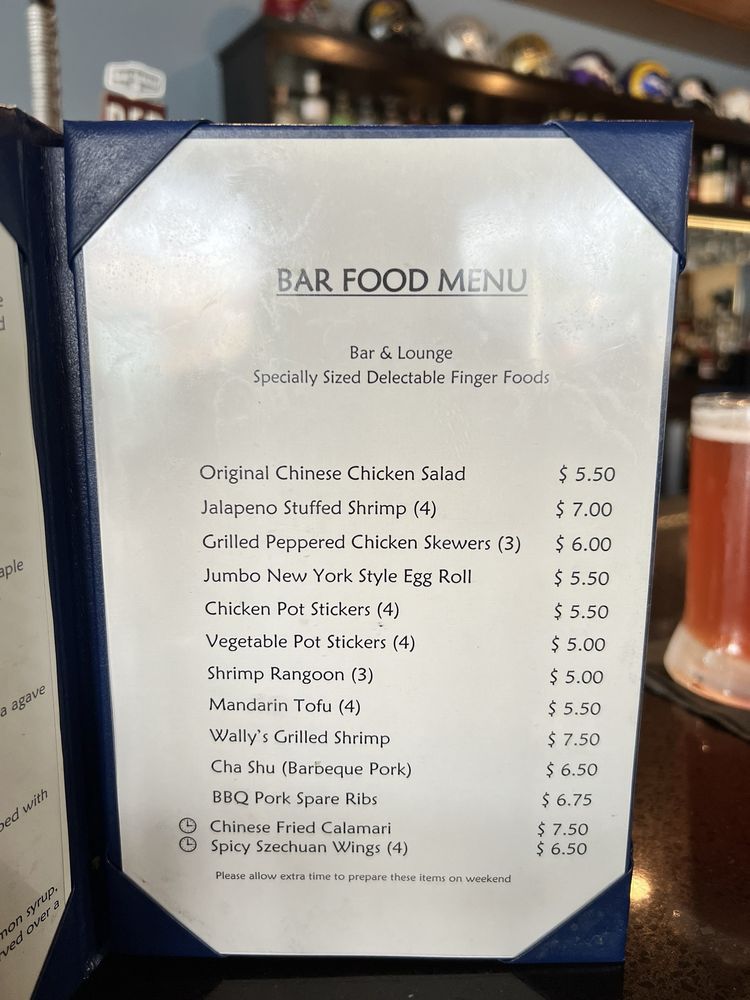 BAR FOOD MENU
Bar & Lounge
Specially Sized Delectable Finger Foods
Original Chinese Chicken Salad $ 5.50
Jalapeno Stuffed Shrimp (4) $ 7.00
Grilled Peppered Chicken Skewers (3) $ 6.00
Jumbo New York Style Egg Roll $ 5.50
Chicken Pot Stickers (4) $ 5.50
Vegetable Pot Stickers (4) $ 5.00
Shrimp Rangoon (3) $ 5.00
Mandarin Tofu (4) $ 5.50
Wally's Grilled Shrimp $ 7.50
Cha Shu (Barbeque Pork) $ 6.50
BBQ Pork Spare Ribs $ 6.75
Chinese Fried Calamari $ 7.50
Spicy Szechuan Wings (4) $ 6.50
Please allow extra time to prepare these items on weekend
a agave
with
syrup.
over a